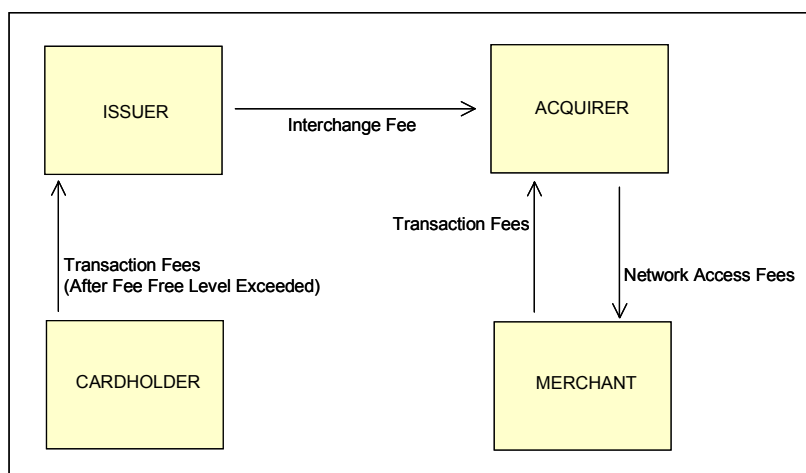 ISSUER
ACQUIRER
Interchange Fee
Transaction Fees
Transaction Fees
(After Fee Free Level Exceeded)
Network Access Fees
CARDHOLDER
MERCHANT